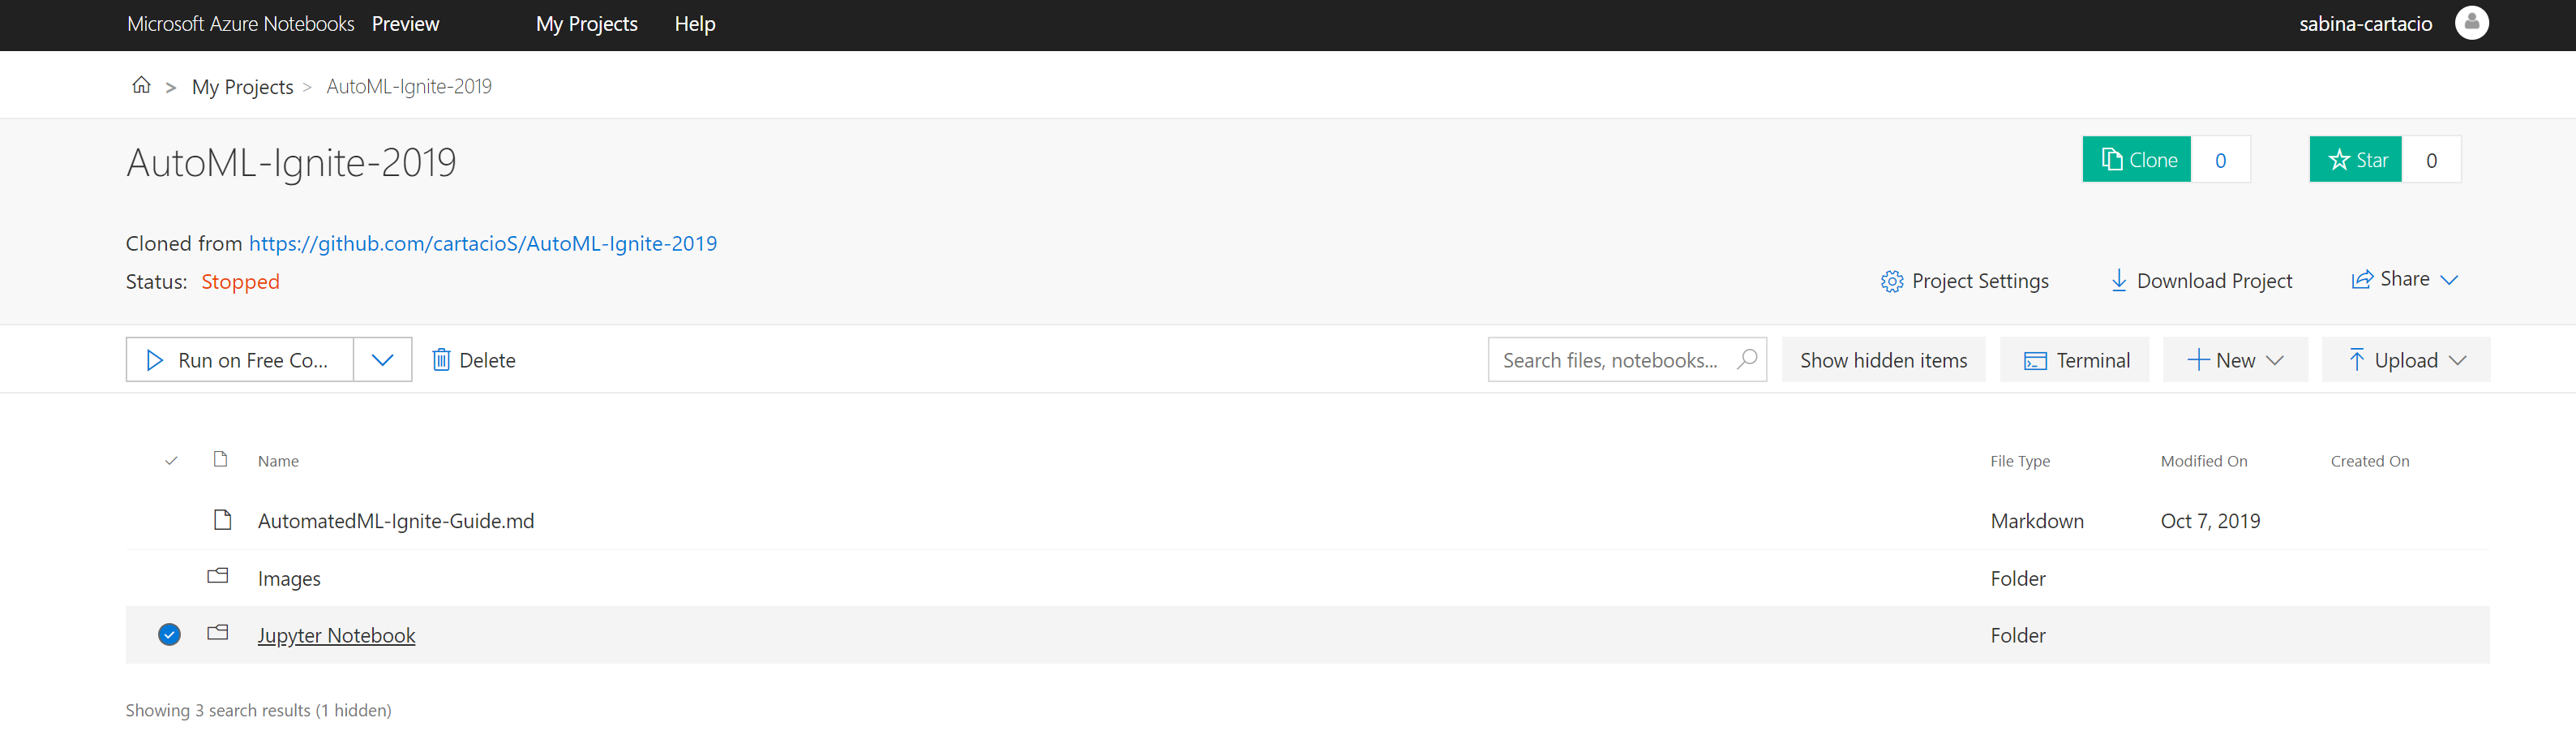 Microsoft Azure Notebooks Preview My Projects Help sabina-cartacio
> My Projects > AutoML-Ignite-2019
AutoML-Ignite-2019 Clone 0 Star 0
Cloned from https://github.com/cartacioS/AutoML-Ignite-2019
Status: Stopped Project Settings Download Project Share
Run on Free Co... Delete Search files, notebooks... Show hidden items Terminal New Upload
Name File Type Modified On Created On
AutomatedML-Ignite-Guide.md Markdown Oct 7, 2019
Images Folder
Jupyter Notebook Folder
Showing 3 search results (1 hidden)